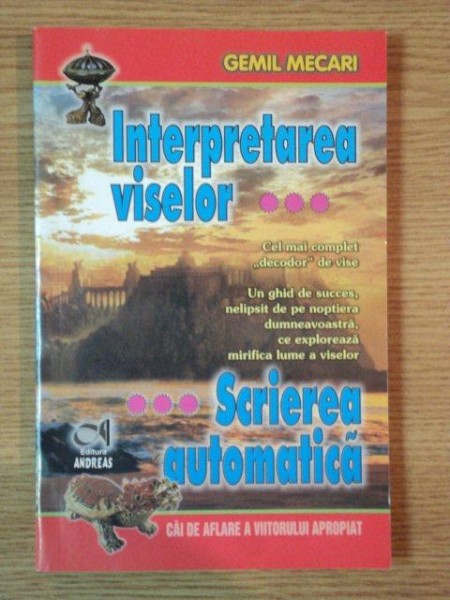 GEMIL MECARI
Interpretarea
viselor
Cel mai complet
„decodor" de vise
Un ghid de succes,
nelipsit de pe noptiera
dumneavoastră,
ce explorează
mirifica lume a viselor
Scrierea
automatică
Editura
ANDREAS
CĂI DE AFLARE A VIITORULUI APROPIAT